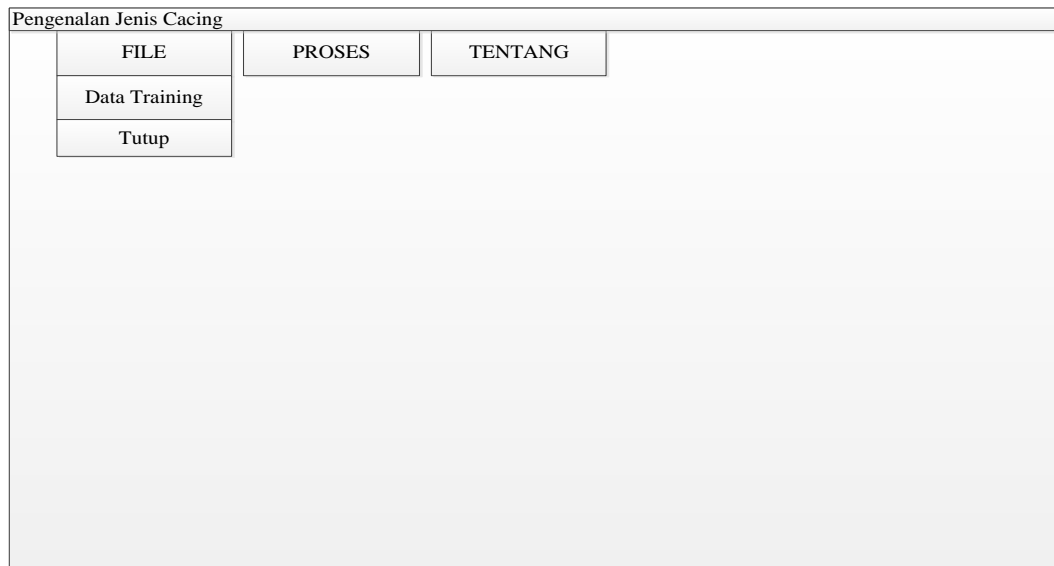 Pengenalan Jenis Cacing
FILE PROSES TENTANG
Data Training
Tutup